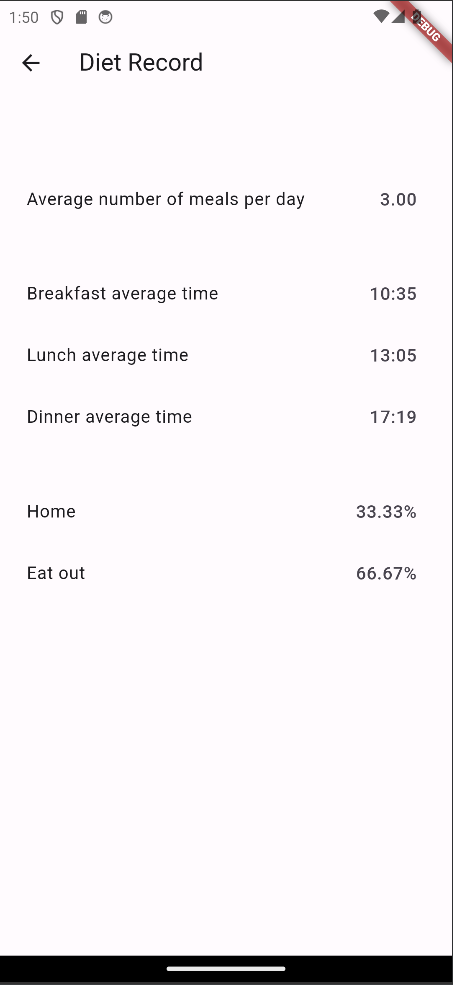 1:50
DEBUG
Diet Record
Average number of meals per day 3.00
Breakfast average time 10:35
Lunch average time 13:05
Dinner average time 17:19
Home 33.33%
Eat out 66.67%